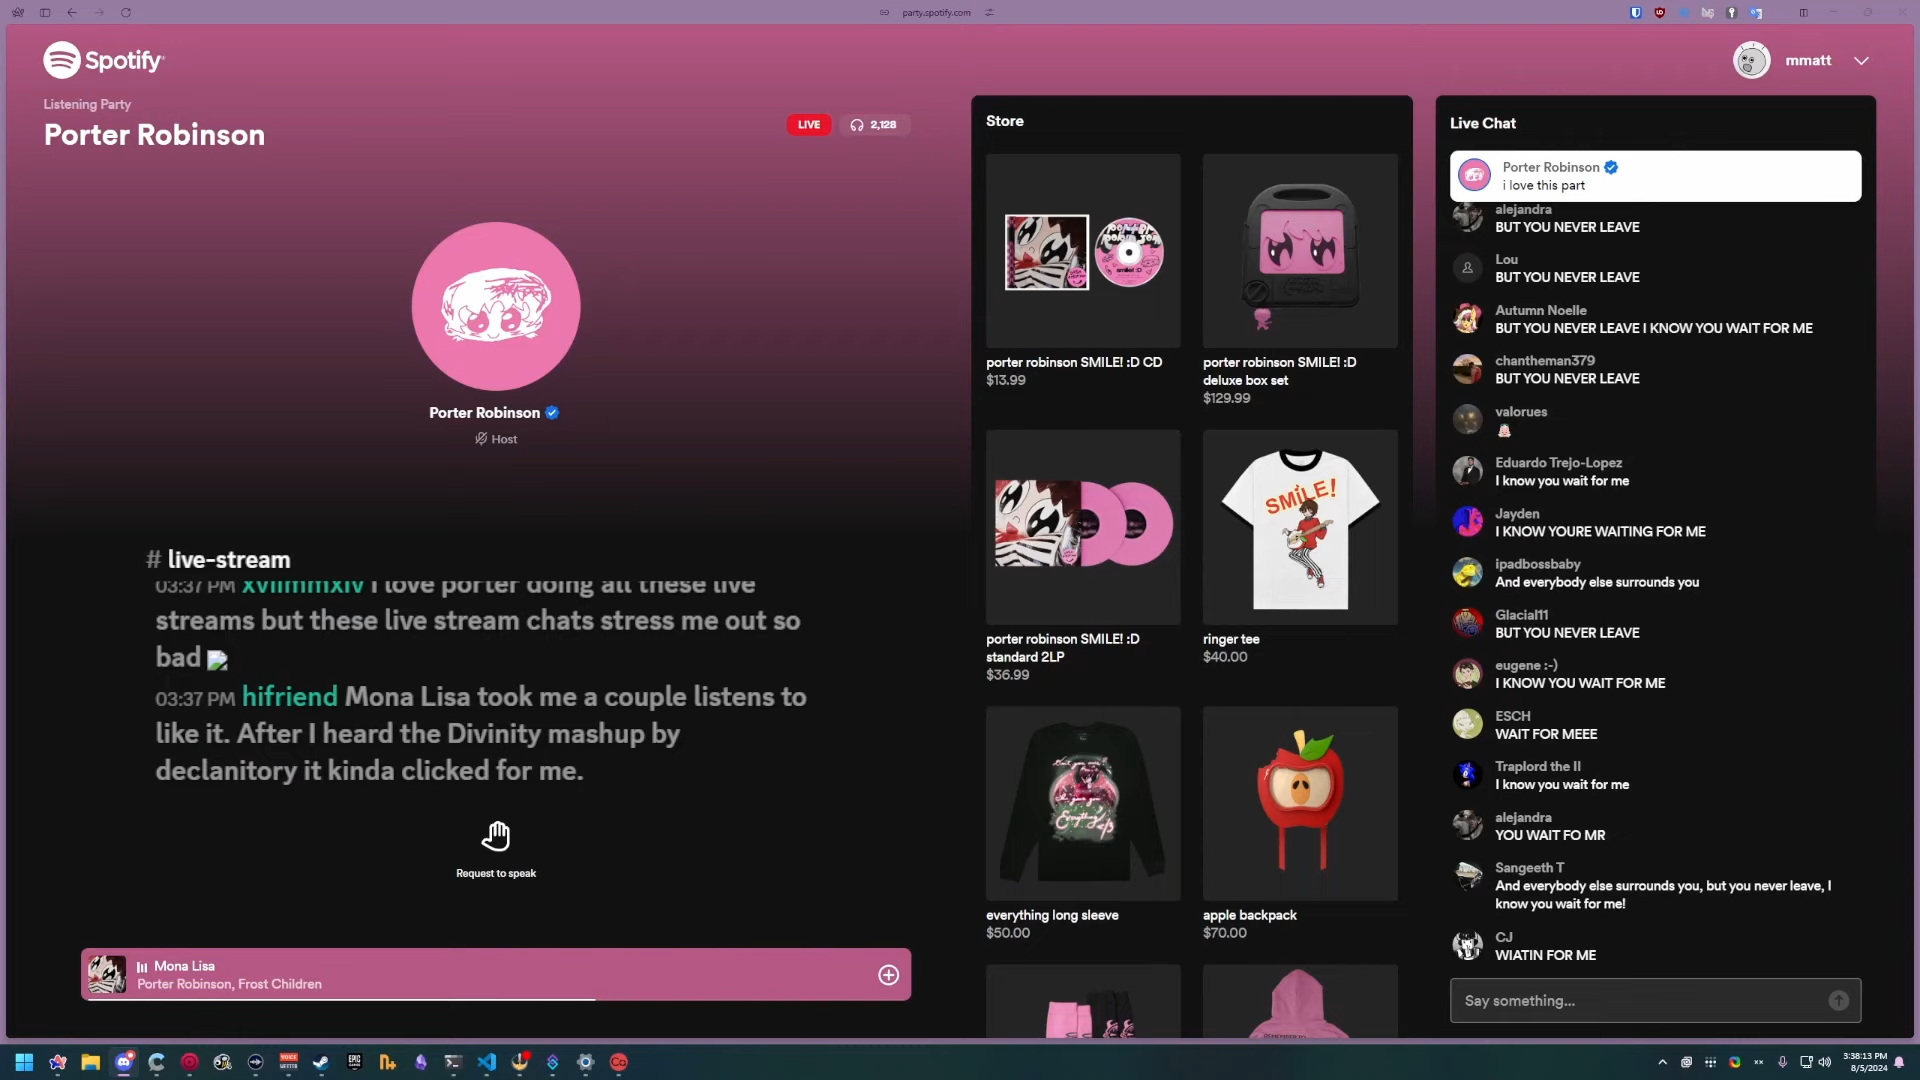 party.spotify.com
Spotify
mmatt
Listening Party
Porter Robinson
LIVE
2,128
Porter Robinson
Host
# live-stream
03:37 PM xviimmxiv I love porter doing all these live
streams but these live stream chats stress me out so
bad
03:37 PM hifriend Mona Lisa took me a couple listens to
like it. After I heard the Divinity mashup by
declanitory it kinda clicked for me.
Request to speak
Mona Lisa
Porter Robinson, Frost Children
Store
porter robinson SMILE! :D CD
$13.99
porter robinson SMILE! :D
deluxe box set
$129.99
porter robinson SMILE! :D
standard 2LP
$36.99
SMiLE!
ringer tee
$40.00
everything long sleeve
$50.00
apple backpack
$70.00
Live Chat
Porter Robinson
i love this part
alejandra
BUT YOU NEVER LEAVE
Lou
BUT YOU NEVER LEAVE
Autumn Noelle
BUT YOU NEVER LEAVE I KNOW YOU WAIT FOR ME
chantheman379
BUT YOU NEVER LEAVE
valorues
Eduardo Trejo-Lopez
I know you wait for me
Jayden
I KNOW YOURE WAITING FOR ME
ipadbossbaby
And everybody else surrounds you
Glacial11
BUT YOU NEVER LEAVE
eugene :-)
I KNOW YOU WAIT FOR ME
ESCH
WAIT FOR MEEE
Traplord the II
I know you wait for me
alejandra
YOU WAIT FO MR
Sangeeth T
And everybody else surrounds you, but you never leave, I
know you wait for me!
CJ
WIATIN FOR ME
Say something...
3:38:13 PM
8/5/2024